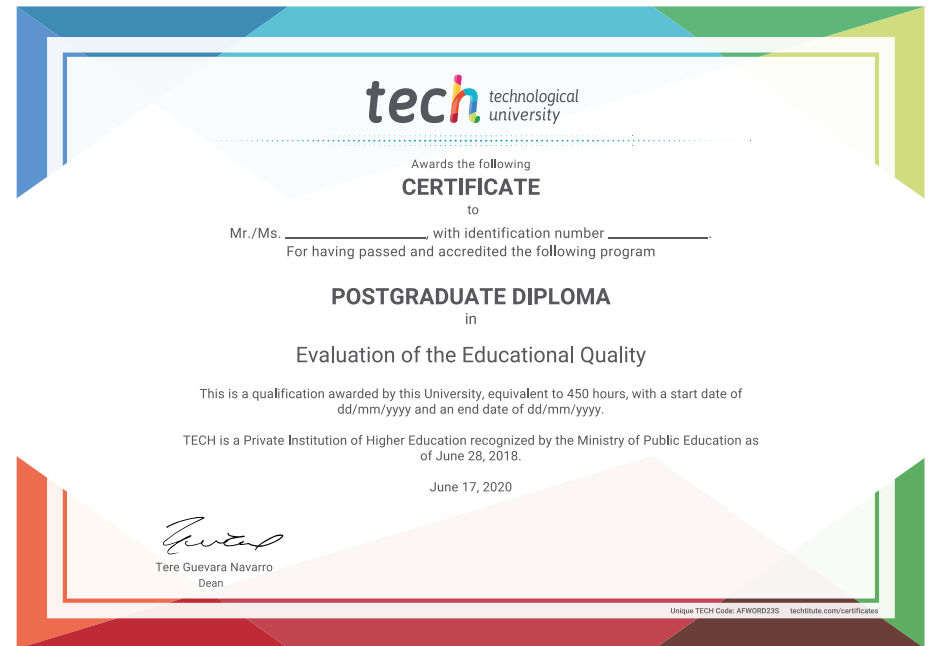 tech technological
university
Awards the following
CERTIFICATE
to
Mr./Ms. ____________________, with identification number ______________.
For having passed and accredited the following program
POSTGRADUATE DIPLOMA
in
Evaluation of the Educational Quality
This is a qualification awarded by this University, equivalent to 450 hours, with a start date of
dd/mm/yyyy and an end date of dd/mm/yyyy.
TECH is a Private Institution of Higher Education recognized by the Ministry of Public Education as
of June 28, 2018.
June 17, 2020
Tere Guevara Navarro
Dean
Unique TECH Code: AFWORD23S techtitute.com/certificates